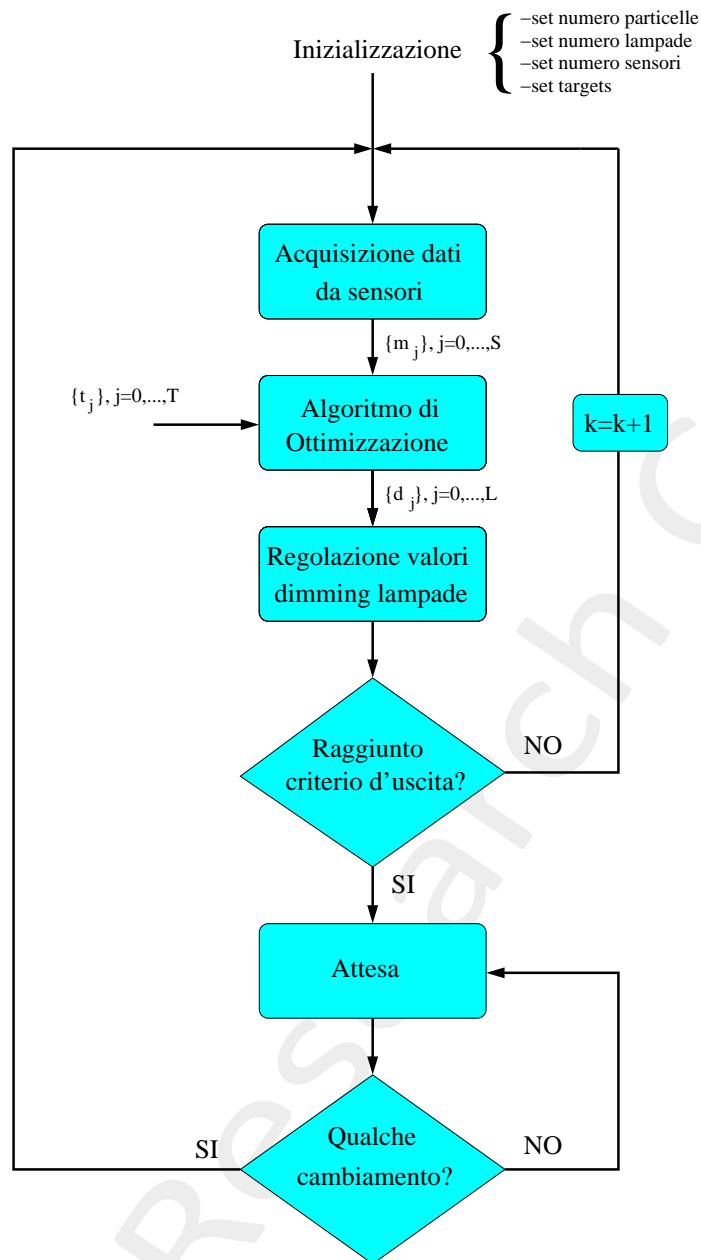 −set numero particelle
Inizializzazione
−set numero lampade
−set numero sensori
−set targets
Acquisizione dati
da sensori
{m j}, j=0,...,S
{t j}, j=0,...,T
Algoritmo di
Ottimizzazione
k=k+1
{d j}, j=0,...,L
Regolazione valori
dimming lampade
Raggiunto
criterio d’uscita?
NO
SI
Attesa
Qualche
cambiamento?
SI
NO
Research C